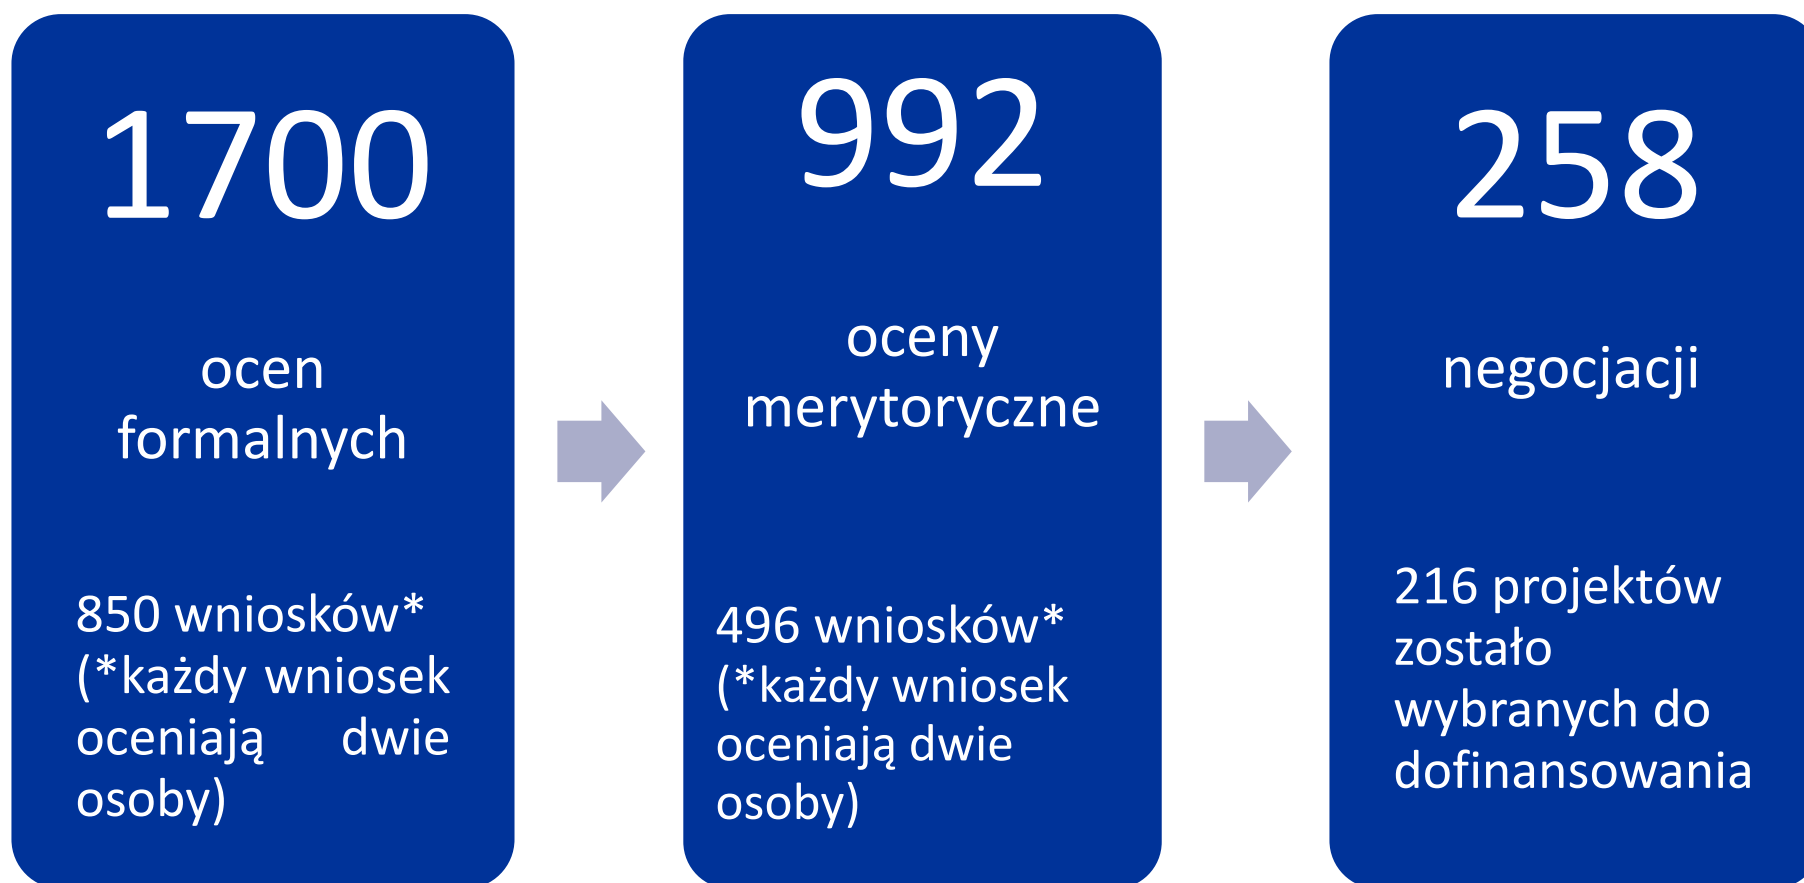 1700
ocen
formalnych
850 wniosków*
(*każdy wniosek
oceniają dwie
osoby)
992
oceny
merytoryczne
496 wniosków*
(*każdy wniosek
oceniają dwie
osoby)
258
negocjacji
216 projektów
zostało
wybranych do
dofinansowania